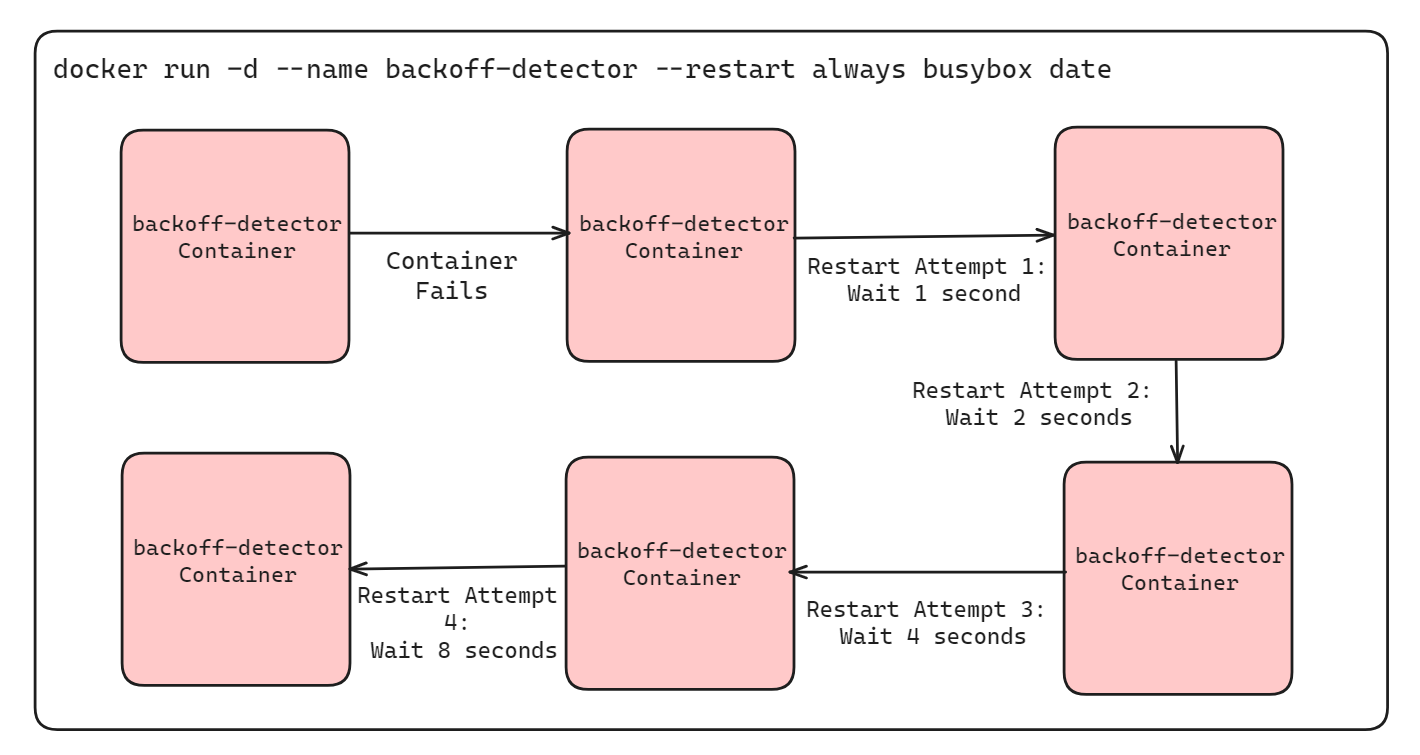 docker run -d --name backoff-detector --restart always busybox date
backoff-detector
Container
Container
Fails
backoff-detector
Container
Restart Attempt 1:
Wait 1 second
backoff-detector
Container
Restart Attempt 2:
Wait 2 seconds
backoff-detector
Container
Restart Attempt 3:
Wait 4 seconds
backoff-detector
Container
Restart Attempt
4:
Wait 8 seconds
backoff-detector
Container